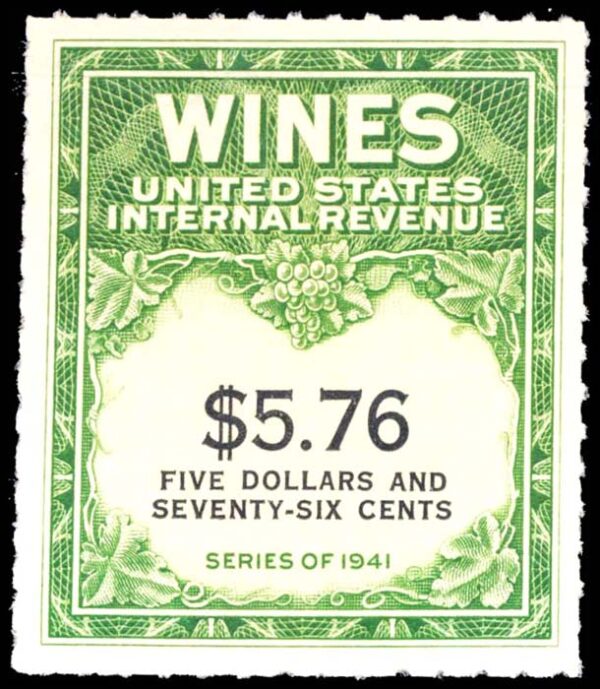 WINES
UNITED STATES
INTERNAL REVENUE
$5.76
FIVE DOLLARS AND
SEVENTY-SIX CENTS
SERIES OF 1941